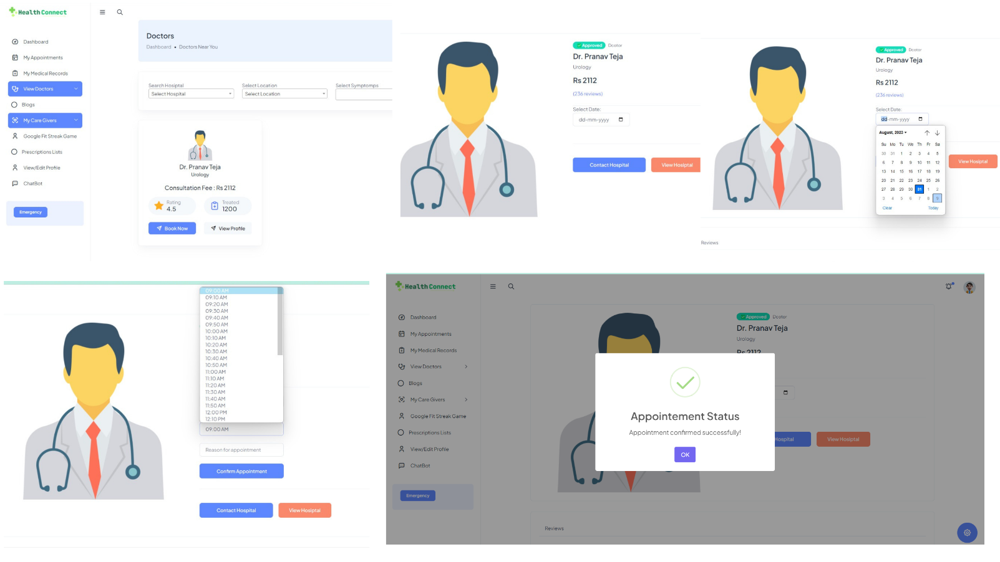 Health Connect
Dashboard
My Appointments
My Medical Records
View Doctors
Blogs
My Care Givers
Google Fit Streak Game
Prescriptions Lists
View/Edit Profile
ChatBot
Emergency
Doctors
Dashboard • Doctors Near You
Search Hosiptal
Select Hospital
Select Location
Select Location
Select Symptomps
Dr. Pranav Teja
Urology
Consultation Fee : Rs 2112
Rating
4.5
Treated
1200
Book Now
View Profile
Approved Dcotor
Dr. Pranav Teja
Urology
Rs 2112
(236 reviews)
Select Date:
dd-mm-yyyy
Contact Hosiptal
View Hosiptal
Approved Dcotor
Dr. Pranav Teja
Urology
Rs 2112
(236 reviews)
Select Date:
dd-mm-yyyy
August, 2023
Su Mo Tu We Th Fr Sa
30 31 1 2 3 4 5
6 7 8 9 10 11 12
13 14 15 16 17 18 19
20 21 22 23 24 25 26
27 28 29 30 31 1 2
3 4 5 6 7 8 9
Clear Today
View Hosiptal
Reviews
09:00 AM
09:10 AM
09:20 AM
09:30 AM
09:40 AM
09:50 AM
10:00 AM
10:10 AM
10:20 AM
10:30 AM
10:40 AM
10:50 AM
11:00 AM
11:10 AM
11:20 AM
11:30 AM
11:40 AM
11:50 AM
12:00 PM
12:10 PM
09:00 AM
Reason for appointment
Confirm Appointment
Contact Hosiptal
View Hosiptal
Health Connect
Dashboard
My Appointments
My Medical Records
View Doctors
Blogs
My Care Givers
Google Fit Streak Game
Prescriptions Lists
View/Edit Profile
ChatBot
Emergency
Approved Dcotor
Dr. Pranav Teja
Urology
Rs 2112
Appointement Status
Appointment confirmed successfully!
OK
Hosiptal
View Hosiptal
Reviews